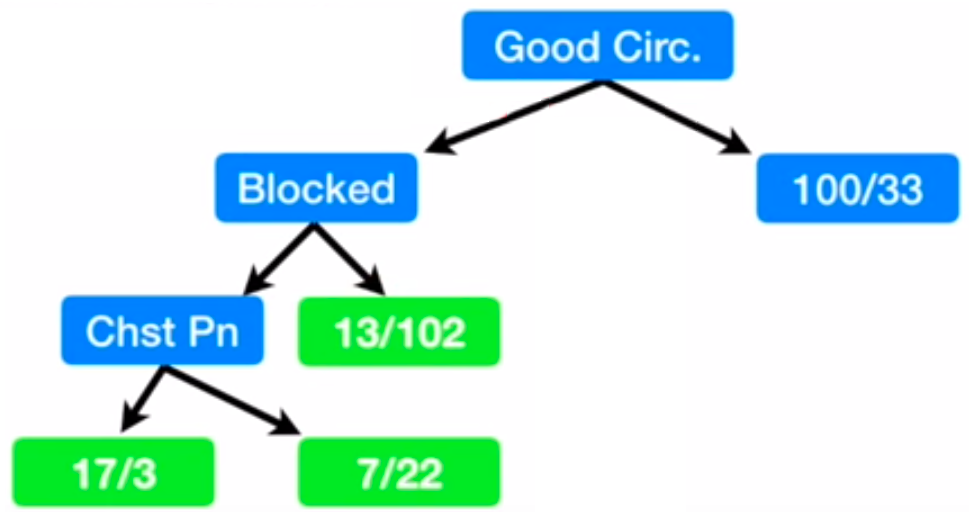 Good Circ.
Blocked
100/33
Chst Pn
13/102
17/3
7/22